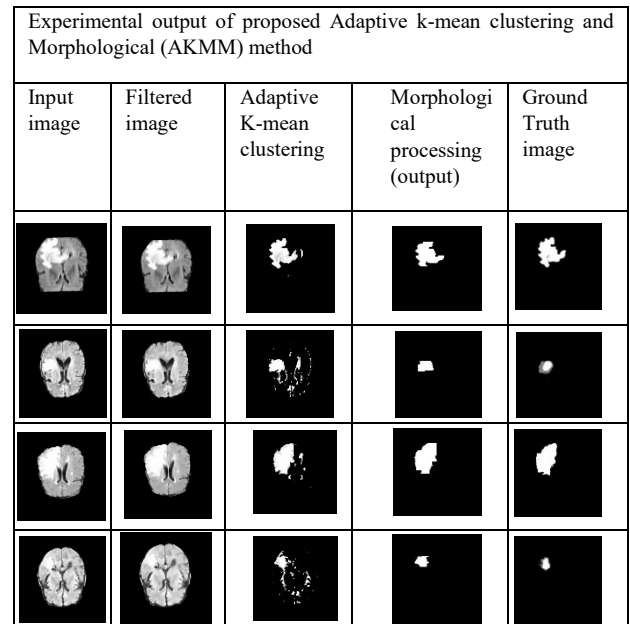 Experimental output of proposed Adaptive k-mean clustering and
Morphological (AKMM) method
Input
image
Filtered
image
Adaptive
K-mean
clustering
Morphologi
cal
processing
(output)
Ground
Truth
image